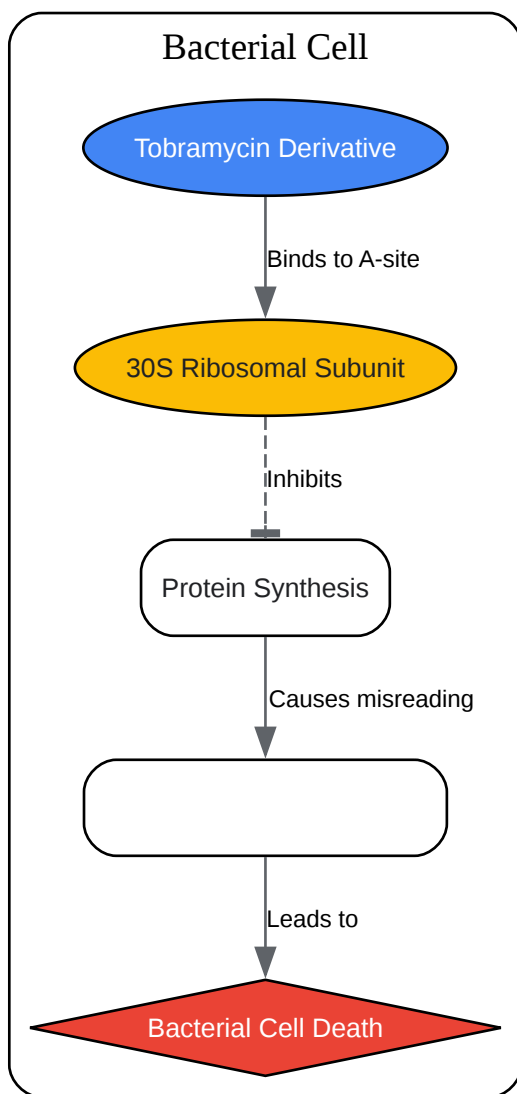 Bacterial Cell
Tobramycin Derivative
Binds to A-site
30S Ribosomal Subunit
Inhibits
Protein Synthesis
Causes misreading
Leads to
Bacterial Cell Death